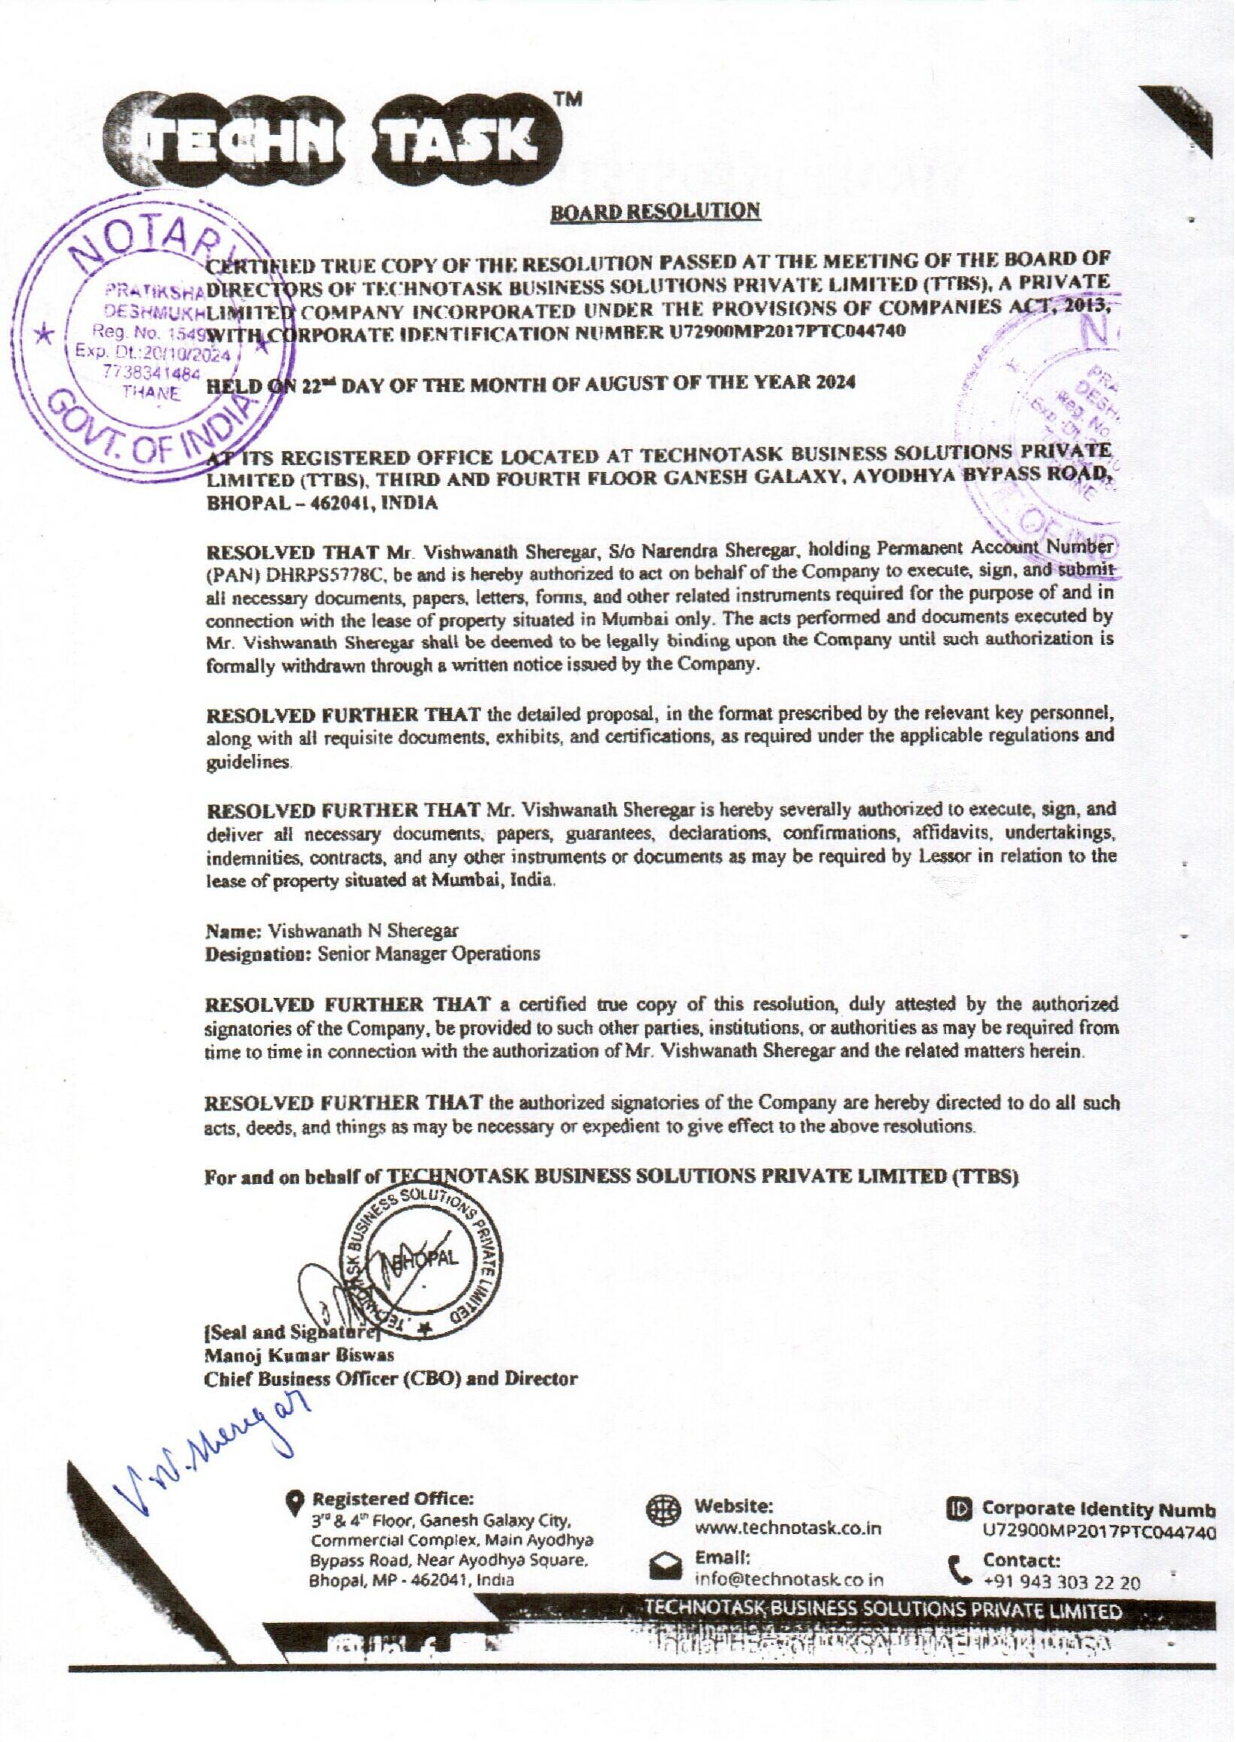 TECHNOTASK™
BOARD RESOLUTION
NOTARY
PRATIKSHA
DESHMUKH
Reg. No. 1549
Exp. Dt.:20/10/2024
7738341484
THANE
GOVT. OF INDIA
CERTIFIED TRUE COPY OF THE RESOLUTION PASSED AT THE MEETING OF THE BOARD OF
DIRECTORS OF TECHNOTASK BUSINESS SOLUTIONS PRIVATE LIMITED (TTBS), A PRIVATE
LIMITED COMPANY INCORPORATED UNDER THE PROVISIONS OF COMPANIES ACT, 2013,
WITH CORPORATE IDENTIFICATION NUMBER U72900MP2017PTC044740
HELD ON 22nd DAY OF THE MONTH OF AUGUST OF THE YEAR 2024
AT ITS REGISTERED OFFICE LOCATED AT TECHNOTASK BUSINESS SOLUTIONS PRIVATE
LIMITED (TTBS), THIRD AND FOURTH FLOOR GANESH GALAXY, AYODHYA BYPASS ROAD,
BHOPAL – 462041, INDIA
RESOLVED THAT Mr. Vishwanath Sheregar, S/o Narendra Sheregar, holding Permanent Account Number
(PAN) DHRPS5778C, be and is hereby authorized to act on behalf of the Company to execute, sign, and submit
all necessary documents, papers, letters, forms, and other related instruments required for the purpose of and in
connection with the lease of property situated in Mumbai only. The acts performed and documents executed by
Mr. Vishwanath Sheregar shall be deemed to be legally binding upon the Company until such authorization is
formally withdrawn through a written notice issued by the Company.
RESOLVED FURTHER THAT the detailed proposal, in the format prescribed by the relevant key personnel,
along with all requisite documents, exhibits, and certifications, as required under the applicable regulations and
guidelines.
RESOLVED FURTHER THAT Mr. Vishwanath Sheregar is hereby severally authorized to execute, sign, and
deliver all necessary documents, papers, guarantees, declarations, confirmations, affidavits, undertakings,
indemnities, contracts, and any other instruments or documents as may be required by Lessor in relation to the
lease of property situated at Mumbai, India.
Name: Vishwanath N Sheregar
Designation: Senior Manager Operations
RESOLVED FURTHER THAT a certified true copy of this resolution, duly attested by the authorized
signatories of the Company, be provided to such other parties, institutions, or authorities as may be required from
time to time in connection with the authorization of Mr. Vishwanath Sheregar and the related matters herein.
RESOLVED FURTHER THAT the authorized signatories of the Company are hereby directed to do all such
acts, deeds, and things as may be necessary or expedient to give effect to the above resolutions.
For and on behalf of TECHNOTASK BUSINESS SOLUTIONS PRIVATE LIMITED (TTBS)
TECHNOTASK BUSINESS SOLUTIONS PRIVATE LIMITED
BHOPAL
[Seal and Signature]
Manoj Kumar Biswas
Chief Business Officer (CBO) and Director
V.N.Sheregar
Registered Office:
3rd & 4th Floor, Ganesh Galaxy City,
Commercial Complex, Main Ayodhya
Bypass Road, Near Ayodhya Square,
Bhopal, MP - 462041, India
Website:
www.technotask.co.in
Email:
info@technotask.co in
Corporate Identity Numb
U72900MP2017PTC044740
Contact:
+91 943 303 22 20
TECHNOTASK BUSINESS SOLUTIONS PRIVATE LIMITED